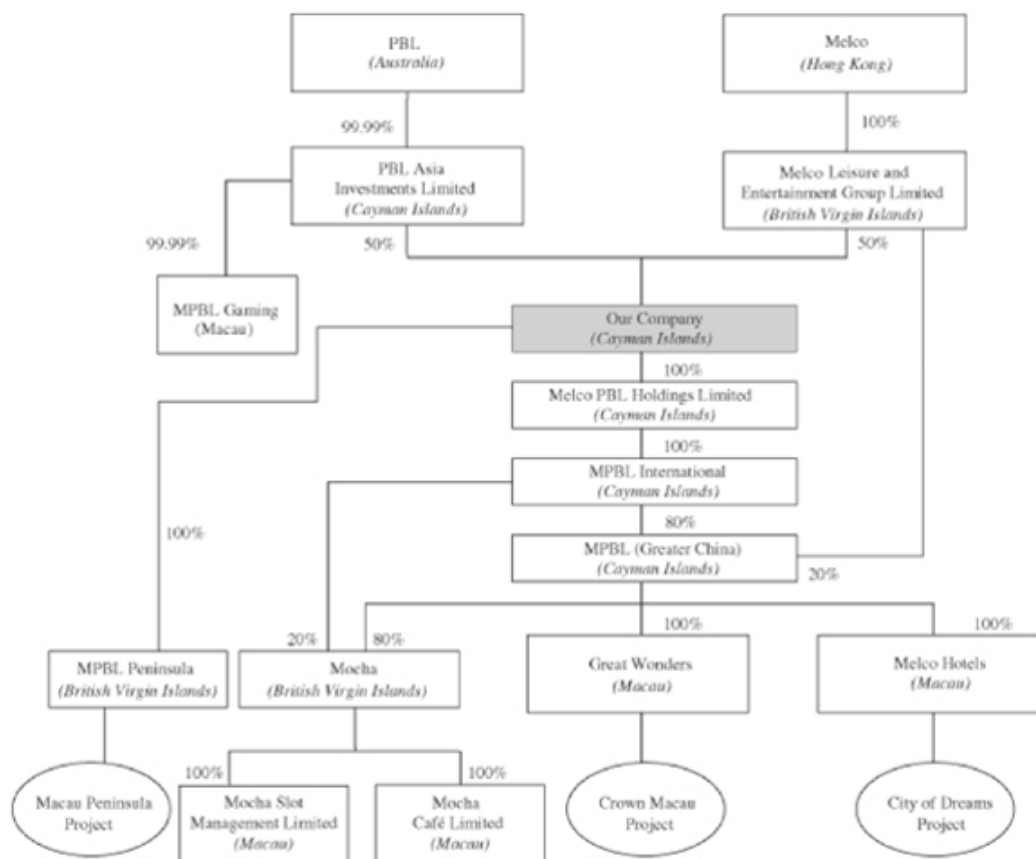 PBL
(Australia)
Melco
(Hong Kong)
99.99%
100%
PBL Asia
Investments Limited
(Cayman Islands)
Melco Leisure and
Entertainment Group Limited
(British Virgin Islands)
99.99%
50%
50%
MPBL Gaming
(Macau)
Our Company
(Cayman Islands)
100%
Melco PBL Holdings Limited
(Cayman Islands)
100%
MPBL International
(Cayman Islands)
80%
100%
MPBL (Greater China)
(Cayman Islands)
20%
20%
80%
100%
100%
MPBL Peninsula
(British Virgin Islands)
Mocha
(British Virgin Islands)
Great Wonders
(Macau)
Melco Hotels
(Macau)
100%
100%
Macau Peninsula
Project
Mocha Slot
Management Limited
(Macau)
Mocha
Café Limited
(Macau)
Crown Macau
Project
City of Dreams
Project